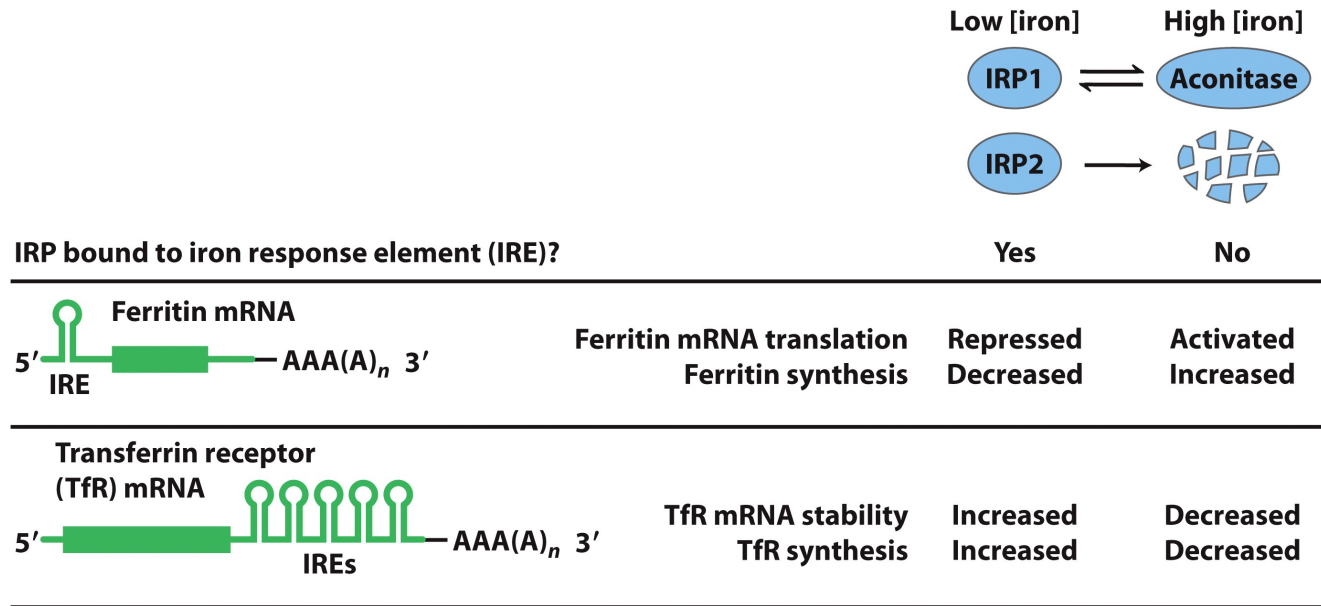 Low [iron] High [iron]
IRP1 Aconitase
IRP2
IRP bound to iron response element (IRE)? Yes No
Ferritin mRNA
5′ AAA(A)n 3′
IRE
Ferritin mRNA translation Repressed Activated
Ferritin synthesis Decreased Increased
Transferrin receptor
(TfR) mRNA
5′ AAA(A)n 3′
IREs
TfR mRNA stability Increased Decreased
TfR synthesis Increased Decreased